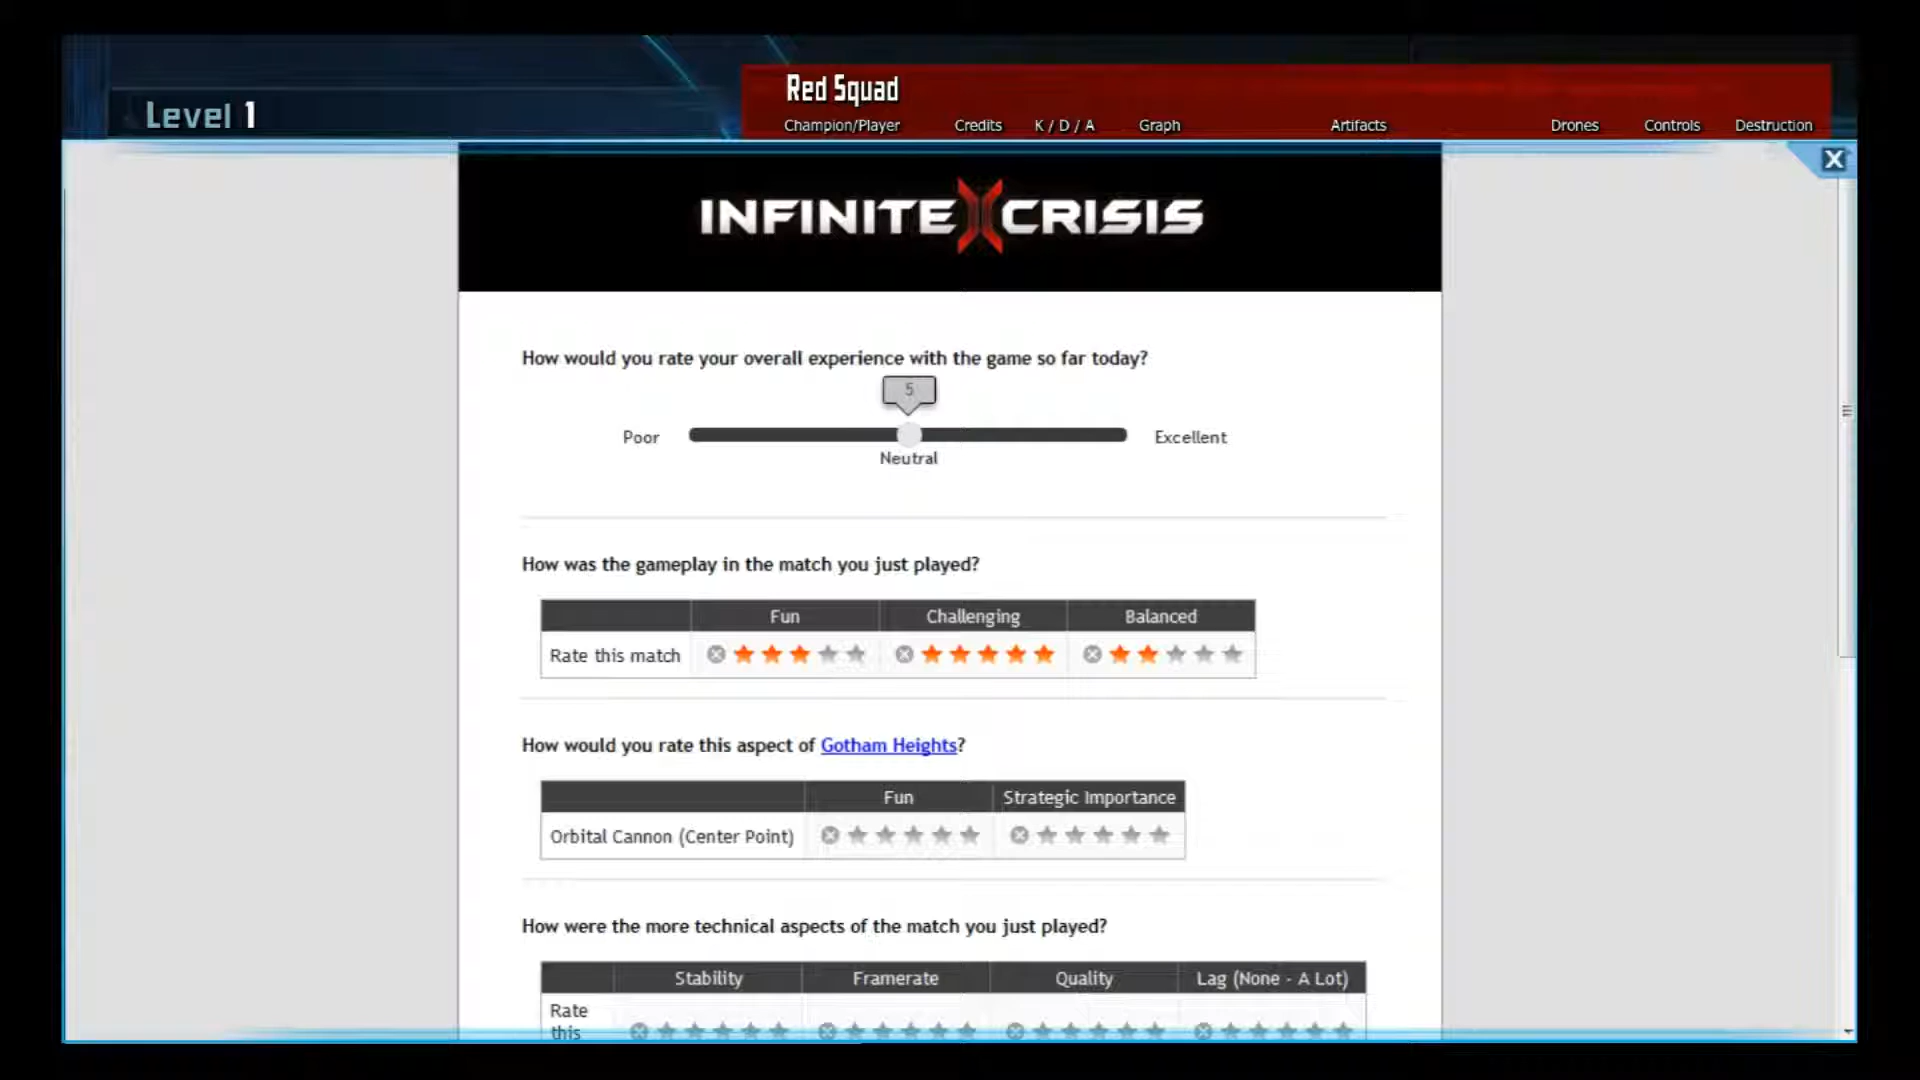 Level 1
Red Squad
Champion/Player Credits K / D / A Graph Artifacts Drones Controls Destruction
X
INFINITE CRISIS
How would you rate your overall experience with the game so far today?
5
Poor Excellent
Neutral
How was the gameplay in the match you just played?
Fun Challenging Balanced
Rate this match
How would you rate this aspect of Gotham Heights?
Fun Strategic Importance
Orbital Cannon (Center Point)
How were the more technical aspects of the match you just played?
Stability Framerate Quality Lag (None - A Lot)
Rate
this